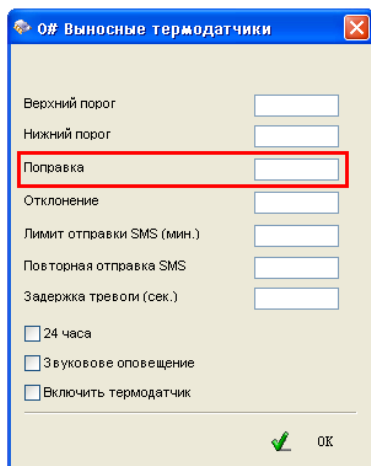 0# Выносные термодатчики
Верхний порог
Нижний порог
Поправка
Отклонение
Лимит отправки SMS (мин.)
Повторная отправка SMS
Задержка тревоги (сек.)
24 часа
Звуковове оповещение
Включить термодатчик
OK